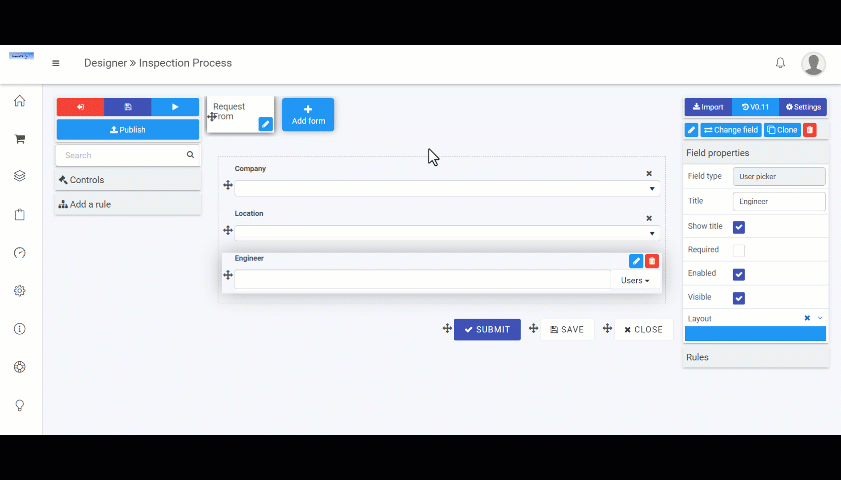 Designer » Inspection Process
Publish
Search
Controls
Add a rule
Request
From
Add form
Company
Location
Engineer
Users
SUBMIT
SAVE
CLOSE
Import
V0.11
Settings
Change field
Clone
Field properties
Field type
User picker
Title
Engineer
Show title
Required
Enabled
Visible
Layout
Rules